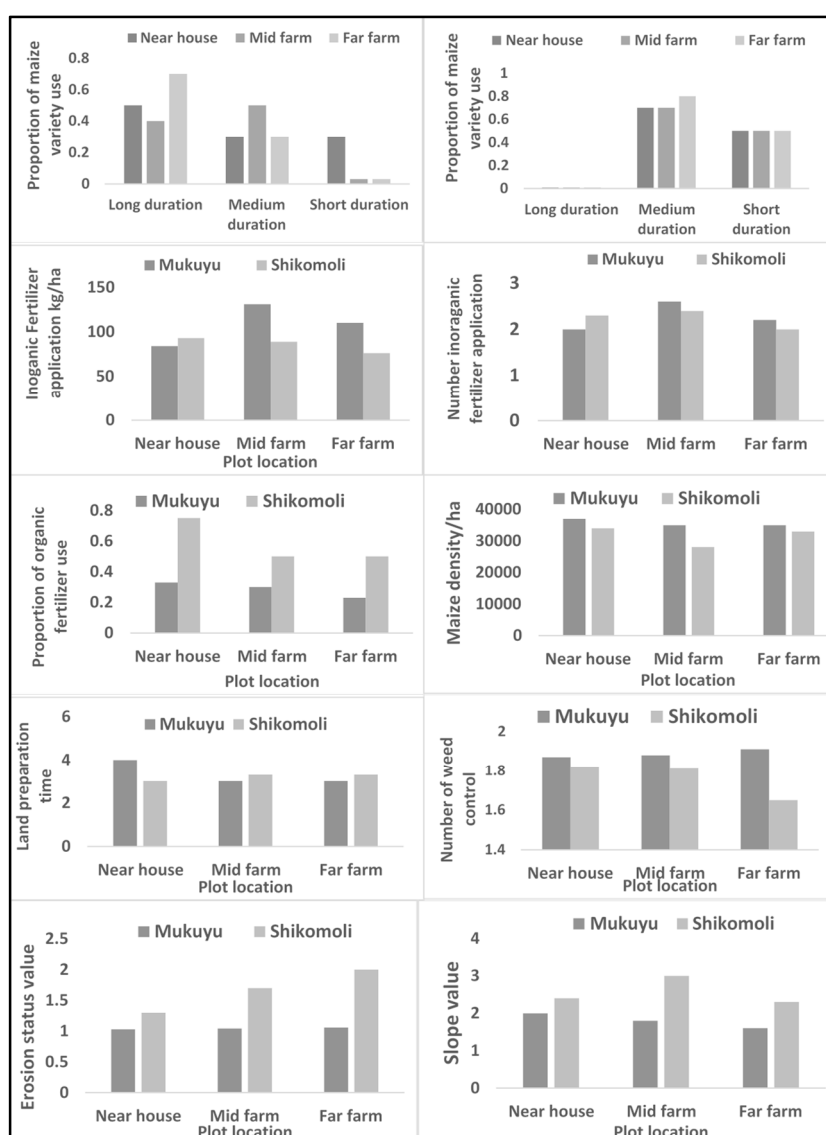 Near house Mid farm Far farm
Proportion of maize
variety use
0.8
0.6
0.4
0.2
0
Long duration Medium Short duration
duration
Near house Mid farm Far farm
Proportion of maize
variety use
1
0.8
0.6
0.4
0.2
0
Long duration Medium Short
duration duration
Mukuyu Shikomoli
Inoganic Fertilizer
application kg/ha
150
100
50
0
Near house Mid farm Far farm
Plot location
Mukuyu Shikomoli
Number inoraganic
fertilizer application
3
2
1
0
Near house Mid farm Far farm
Mukuyu Shikomoli
Proportion of organic
fertilizer use
0.8
0.6
0.4
0.2
0
Near house Mid farm Far farm
Plot location
Mukuyu Shikomoli
Maize density/ha
40000
30000
20000
10000
0
Near house Mid farm Far farm
Plot location
Mukuyu Shikomoli
Land preparation
time
6
4
2
0
Near house Mid farm Far farm
Plot location
Mukuyu Shikomoli
Number of weed
control
2
1.8
1.6
1.4
Near house Mid farm Far farm
Plot location
Mukuyu Shikomoli
Erosion status value
2.5
2
1.5
1
0.5
0
Near house Mid farm Far farm
Plot location
Mukuyu Shikomoli
Slope value
4
3
2
1
0
Near house Mid farm Far farm
Plot location